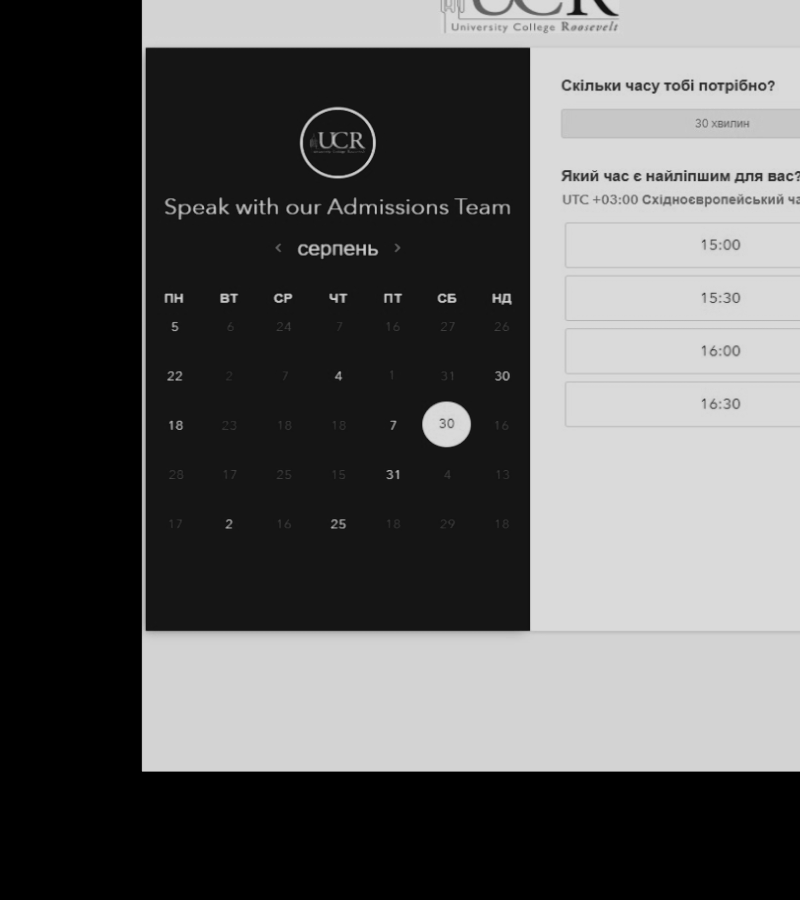 UCR
University College Roosevelt
UCR
Speak with our Admissions Team
‹ серпень ›
ПН ВТ СР ЧТ ПТ СБ НД
5 6 24 7 16 27 26
22 2 7 4 1 31 30
18 23 18 18 7 30 16
28 17 25 15 31 4 13
17 2 16 25 18 29 18
Скільки часу тобі потрібно?
30 хвилин
Який час є найліпшим для вас?
UTC +03:00 Східноєвропейський
15:00
15:30
16:00
16:30